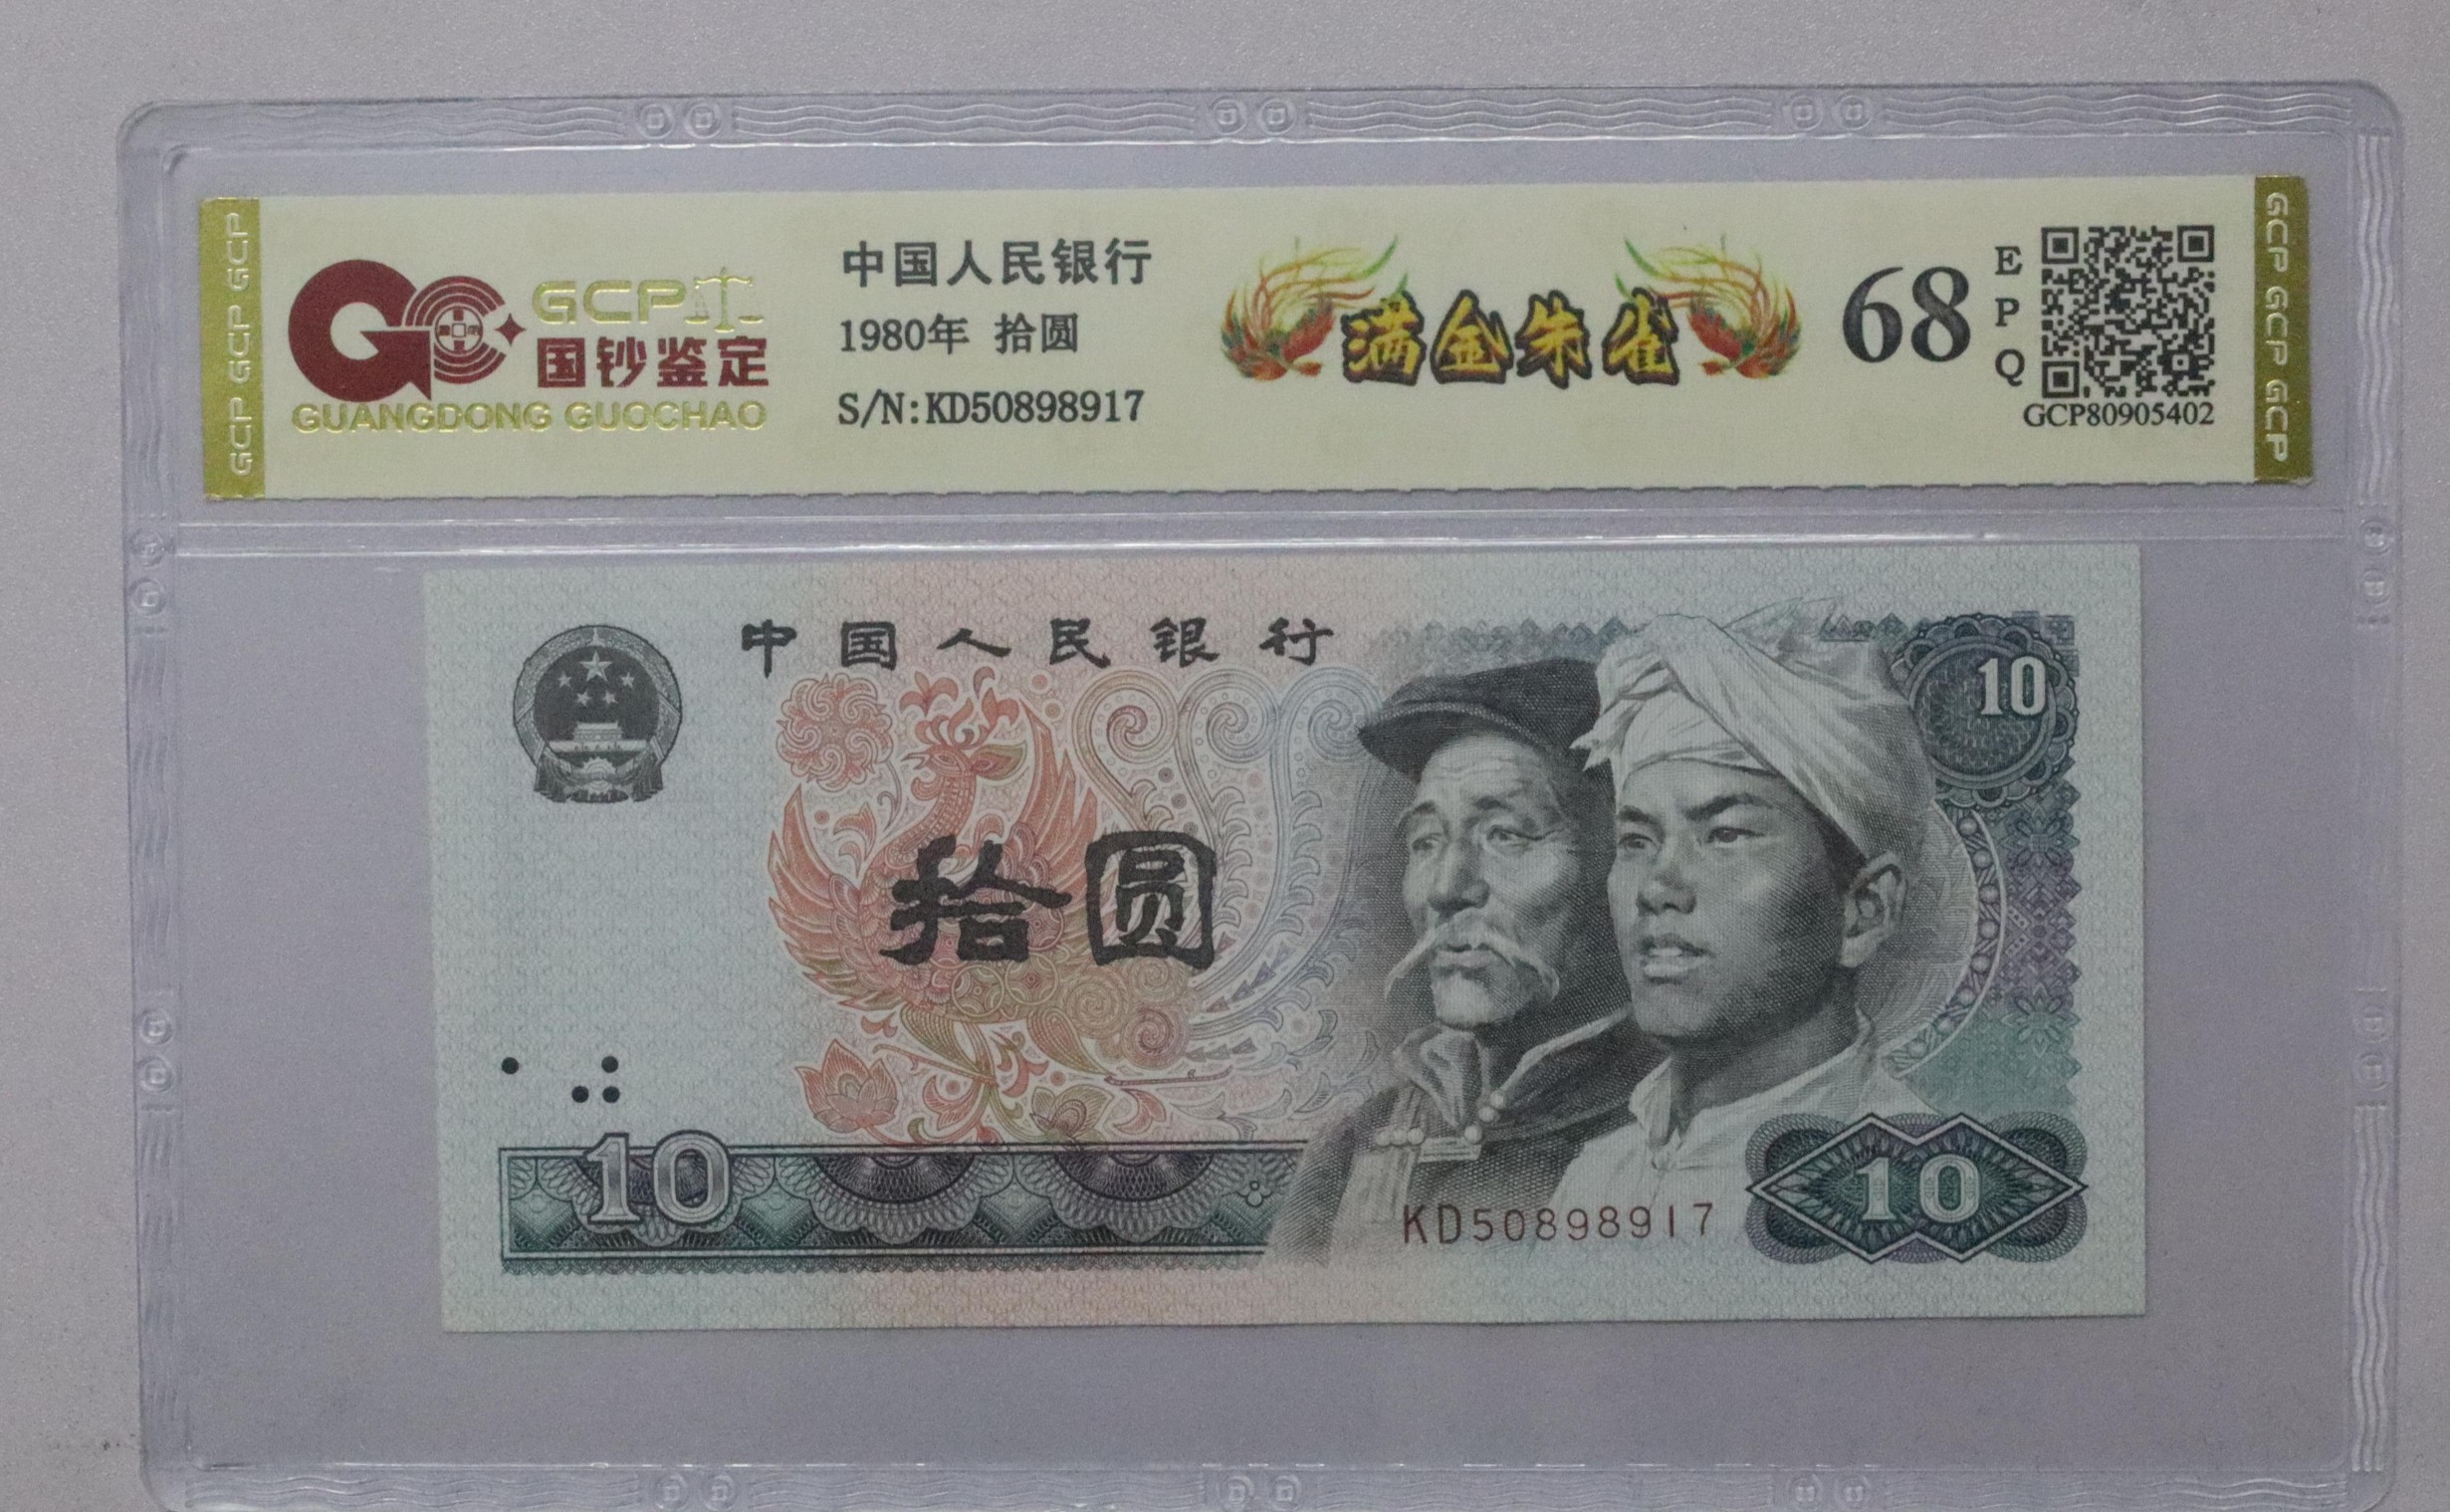 GCP GCP GCP
GCP
国钞鉴定
GUANGDONG GUOCHAO
中国人民银行
1980年 拾圆
S/N:KD50898917
满金朱雀
68
EPQ
GCP80905402
GCP GCP GCP GCP
中国人民银行
10
拾圆
10
KD50898917
10